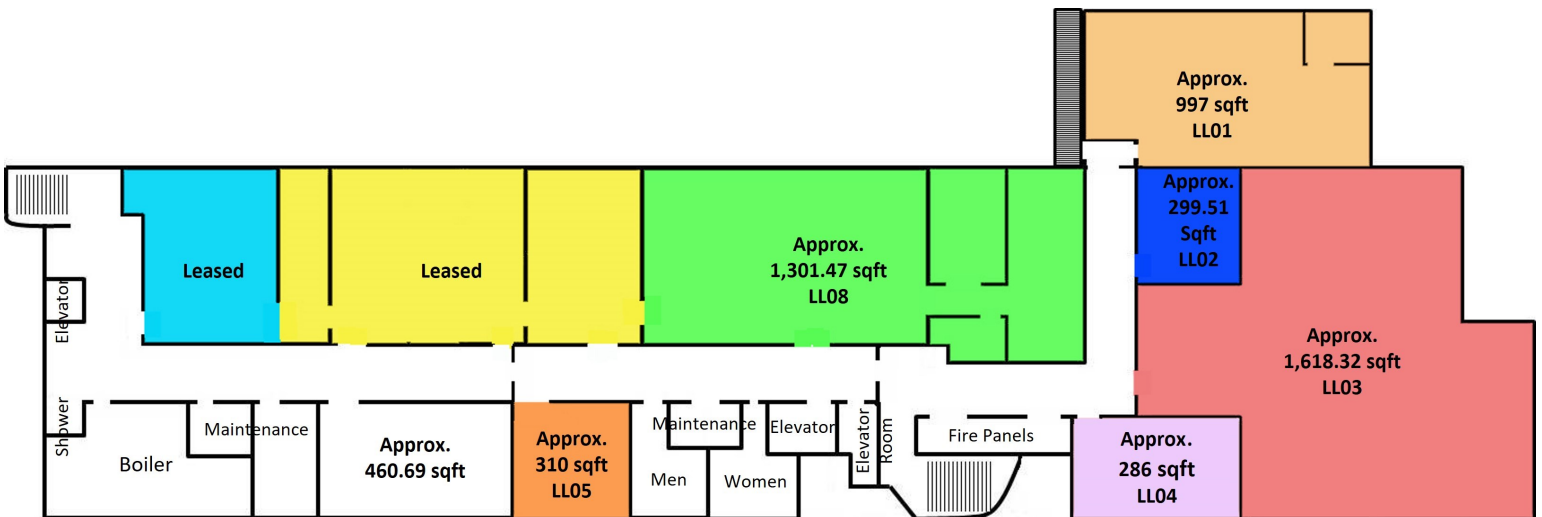 Approx.
997 sqft
LL01
Approx.
299.51
Sqft
LL02
Leased
Leased
Approx.
1,301.47 sqft
LL08
Elevator
Approx.
1,618.32 sqft
LL03
Shower
Maintenance
Boiler
Approx.
460.69 sqft
Approx.
310 sqft
LL05
Maintenance
Men
Women
Elevator
Elevator
Room
Fire Panels
Approx.
286 sqft
LL04